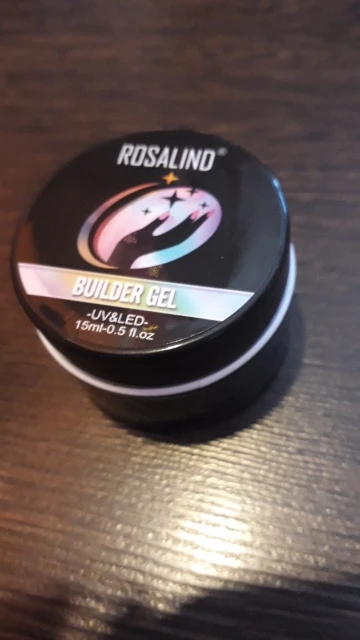 ROSALIND®
BUILDER GEL
-UV&LED-
15ml-0.5 fl.oz